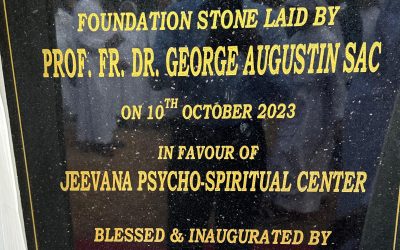 FOUNDATION STONE LAID BY
PROF. FR. DR. GEORGE AUGUSTIN SAC
ON 10TH OCTOBER 2023
IN FAVOUR OF
JEEVANA PSYCHO-SPIRITUAL CENTER
BLESSED & INAUGURATED BY